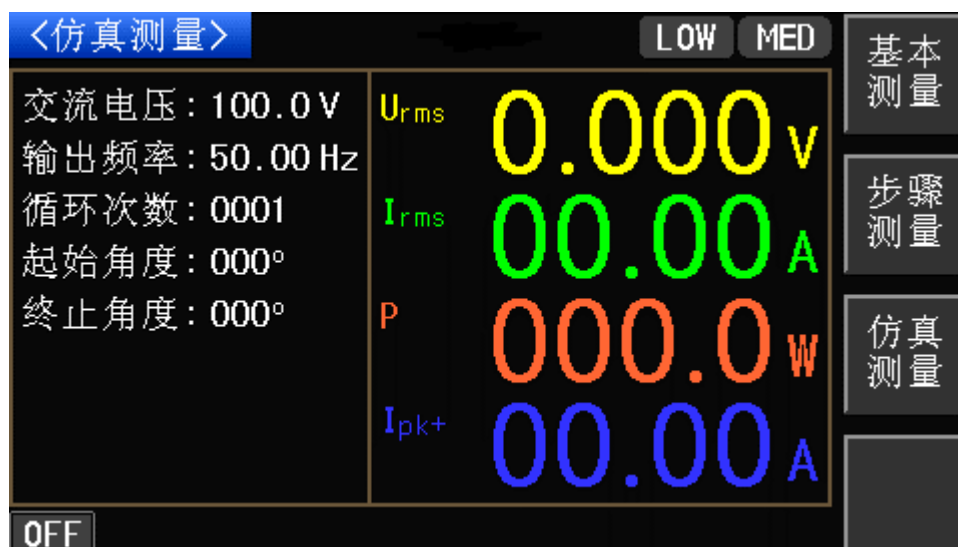 <仿真测量>
LOW MED
交流电压:100.0V
输出频率:50.00Hz
循环次数:0001
起始角度:000°
终止角度:000°
Urms 0.000 V
Irms 00.00 A
P 000.0 W
Ipk+ 00.00 A
基本
测量
步骤
测量
仿真
测量
OFF